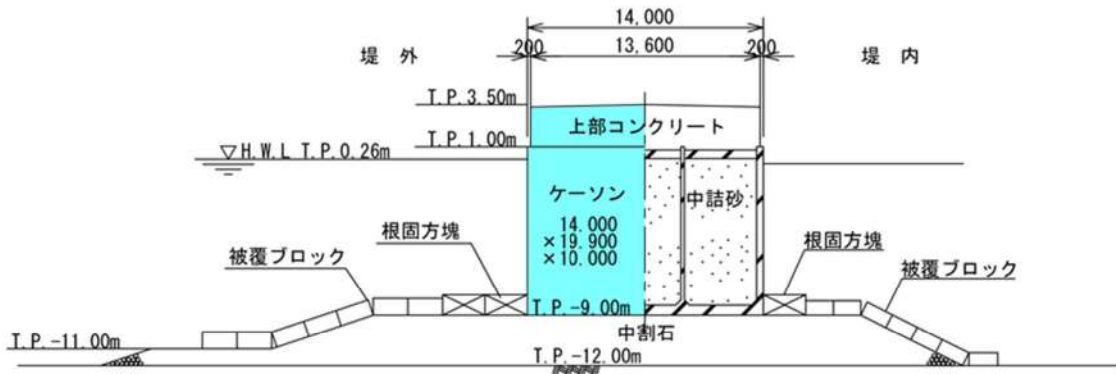 14.000
200 13.600 200
堤 外
堤 内
T.P.3.50m
上部コンクリート
T.P.1.00m
▽H.W.L T.P.0.26m
ケーソン
中詰砂
14.000
×19.900
×10.000
根固方塊
根固方塊
被覆ブロック
被覆ブロック
T.P.-9.00m
中割石
T.P.-11.00m
T.P.-12.00m